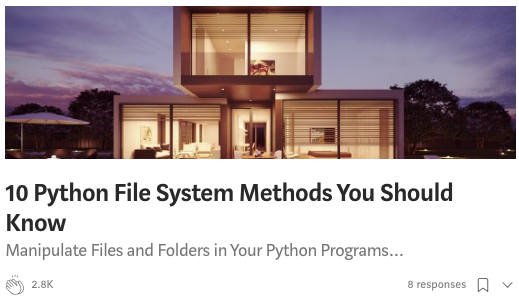 10 Python File System Methods You Should
Know
Manipulate Files and Folders in Your Python Programs...
2.8K
8 responses